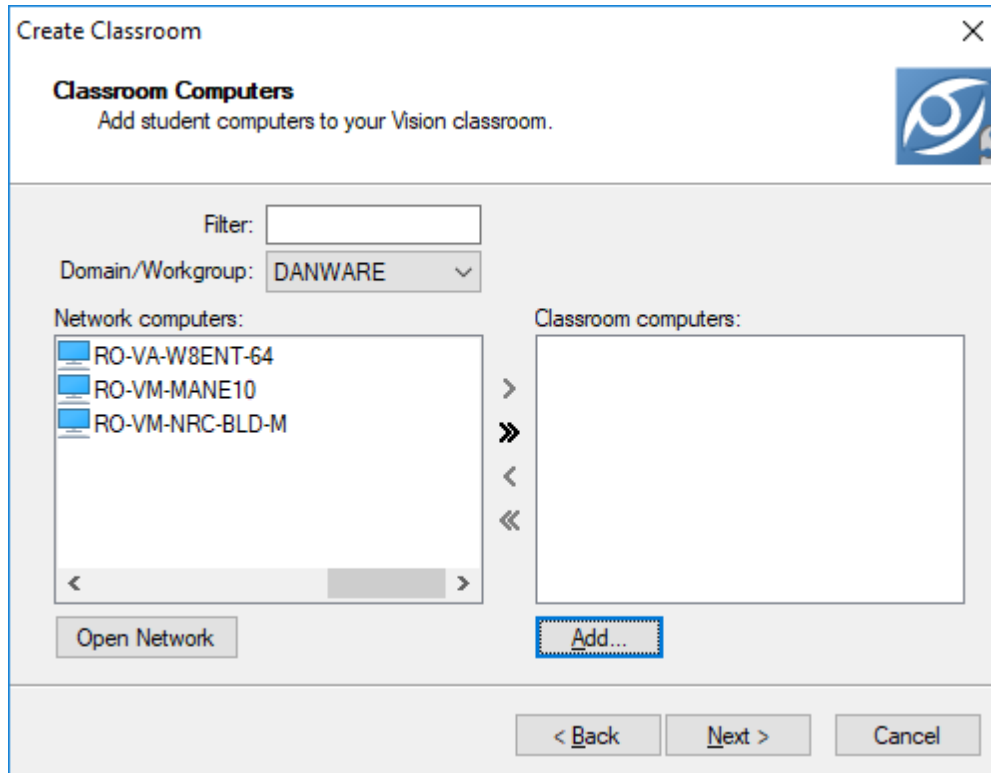 Create Classroom
Classroom Computers
Add student computers to your Vision classroom.
Filter:
Domain/Workgroup: DANWARE
Network computers:
RO-VA-W8ENT-64
RO-VM-MANE10
RO-VM-NRC-BLD-M
Classroom computers:
Open Network
Add...
< Back Next > Cancel